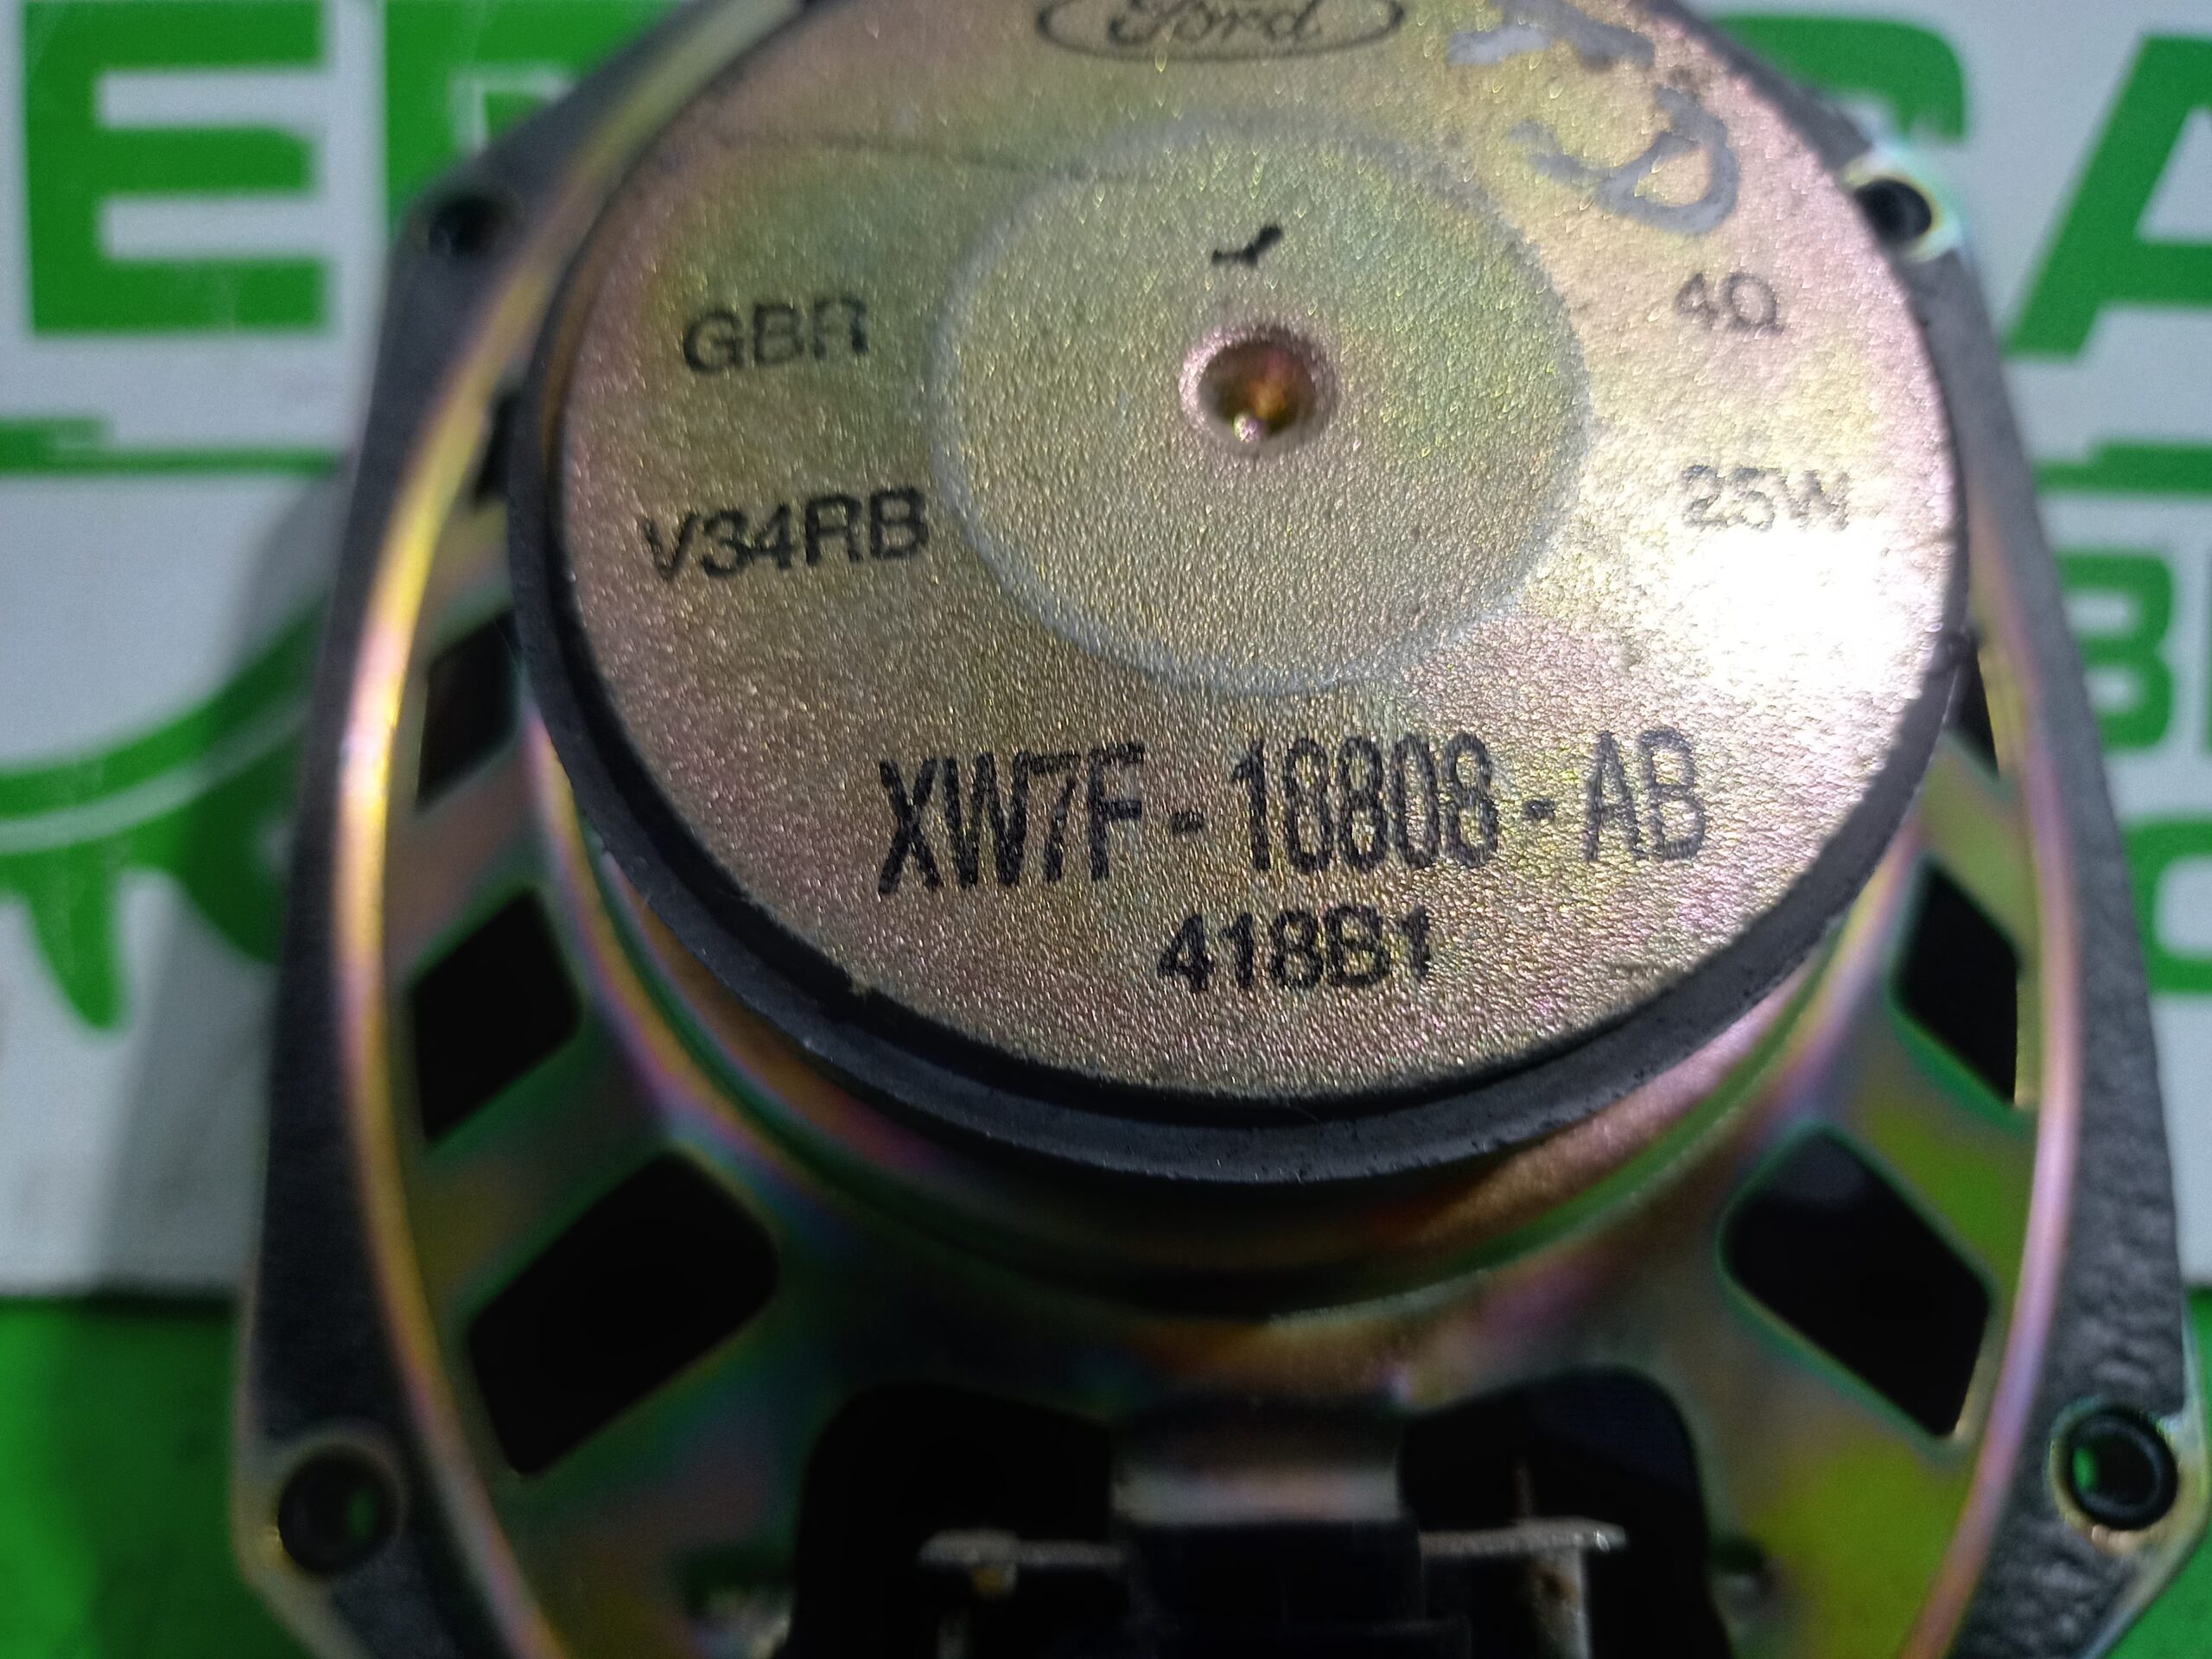 Ford
GBR
4Ω
V34RB
25W
XW7F - 18808 - AB
418B1